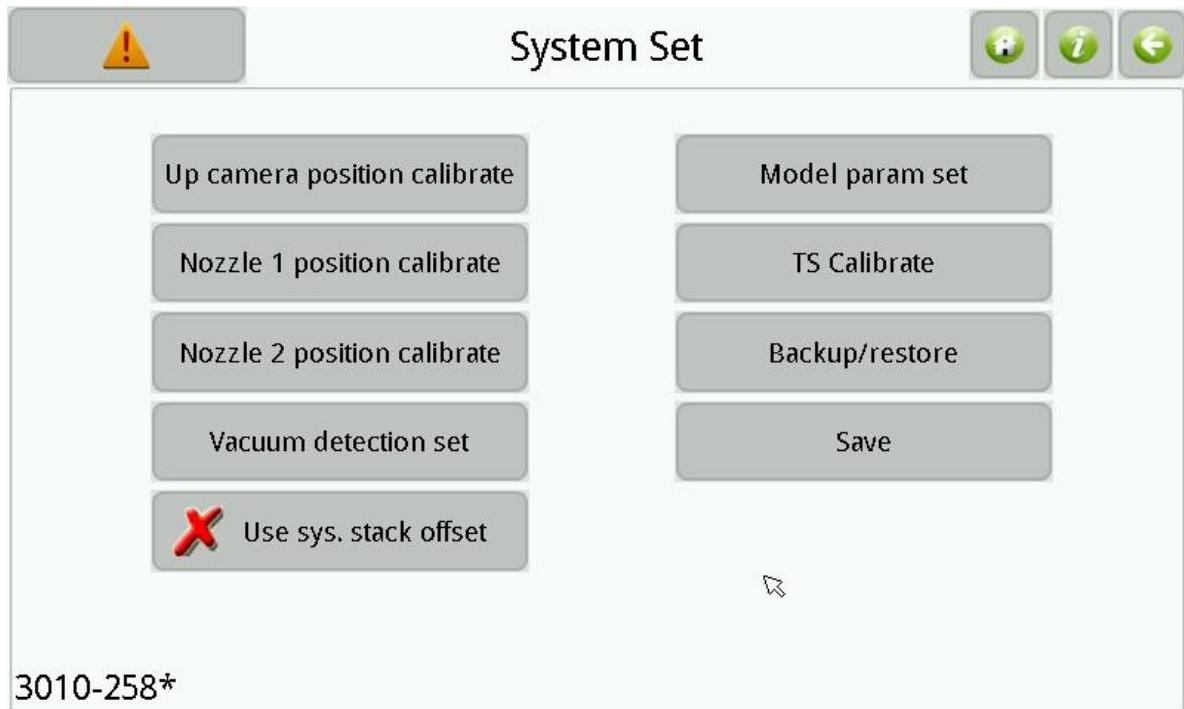 System Set
Up camera position calibrate
Model param set
Nozzle 1 position calibrate
TS Calibrate
Nozzle 2 position calibrate
Backup/restore
Vacuum detection set
Save
Use sys. stack offset
3010-258*